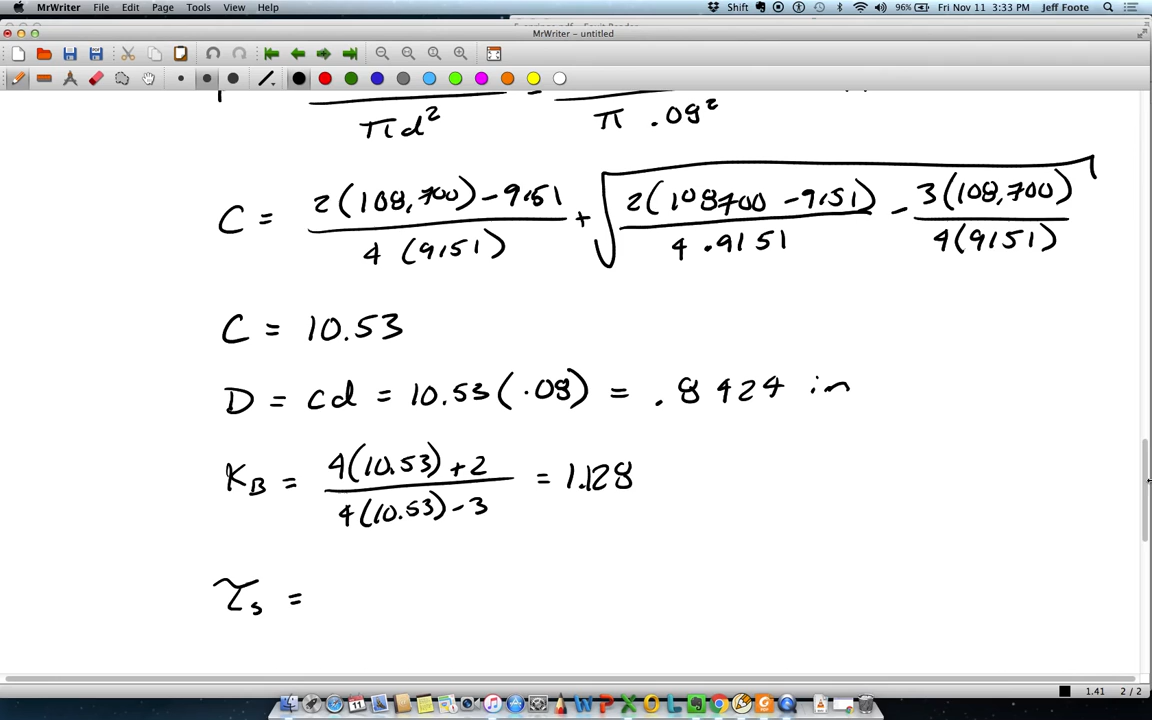 MrWriter File Edit Page Tools View Help Shift 96% Fri Nov 11 3:33 PM Jeff Foote
MrWriter - untitled
πd² = π .08²
C = 2(108,700) - 9151 / 4 (9151) + √ 2(108700 - 9151) / 4 .9151 - 3(108,700) / 4(9151)
C = 10.53
D = cd = 10.53(.08) = .8424 in
K_B = 4(10.53) + 2 / 4(10.53) - 3 = 1.128
τ_s =
1.41 2 / 2